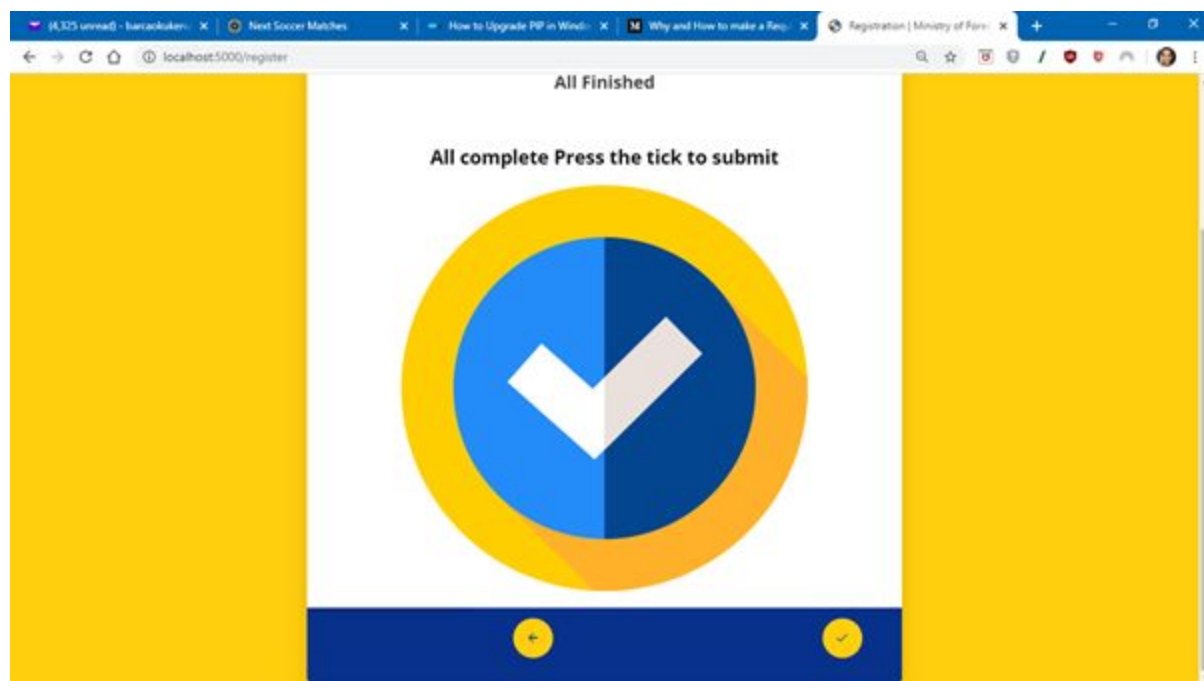 (4,325 unread) - barcaoluker
Next Soccer Matches
How to Upgrade PIP in Windo
Why and How to make a Req
Registration | Ministry of Fore
localhost:5000/register
All Finished
All complete Press the tick to submit